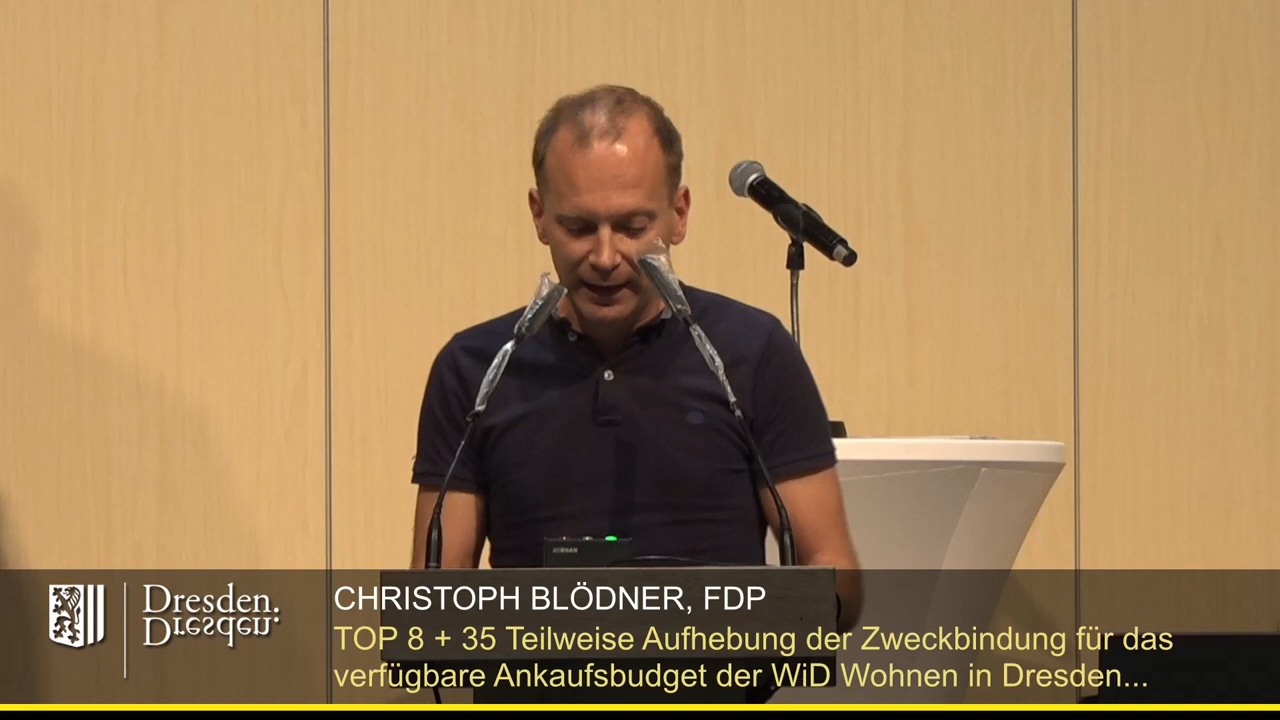 Dresden.
Dresden.
CHRISTOPH BLÖDNER, FDP
TOP 8 + 35 Teilweise Aufhebung der Zweckbindung für das
verfügbare Ankaufsbudget der WiD Wohnen in Dresden...